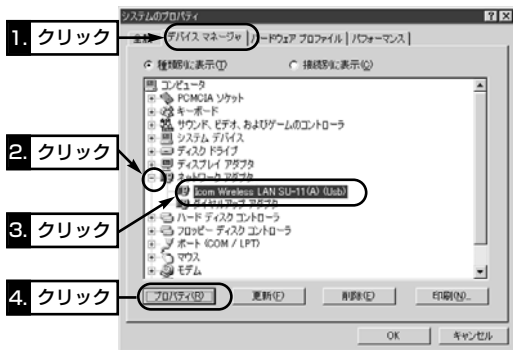 システムのプロパティ
1. クリック
デバイス マネージャ
ハードウェア プロファイル
パフォーマンス
種類別に表示(T)
接続別に表示(C)
コンピュータ
PCMCIA ソケット
キーボード
サウンド、ビデオ、およびゲームのコントローラ
システム デバイス
ディスク ドライブ
ディスプレイ アダプタ
2. クリック
ネットワーク アダプタ
Icom Wireless LAN SU-11(A) (Usb)
ダイヤルアップ アダプタ
3. クリック
ハード ディスク コントローラ
フロッピー ディスク コントローラ
ポート (COM / LPT)
マウス
モデム
4. クリック
プロパティ(R)
更新(F)
削除(E)
印刷(N)...
OK
キャンセル